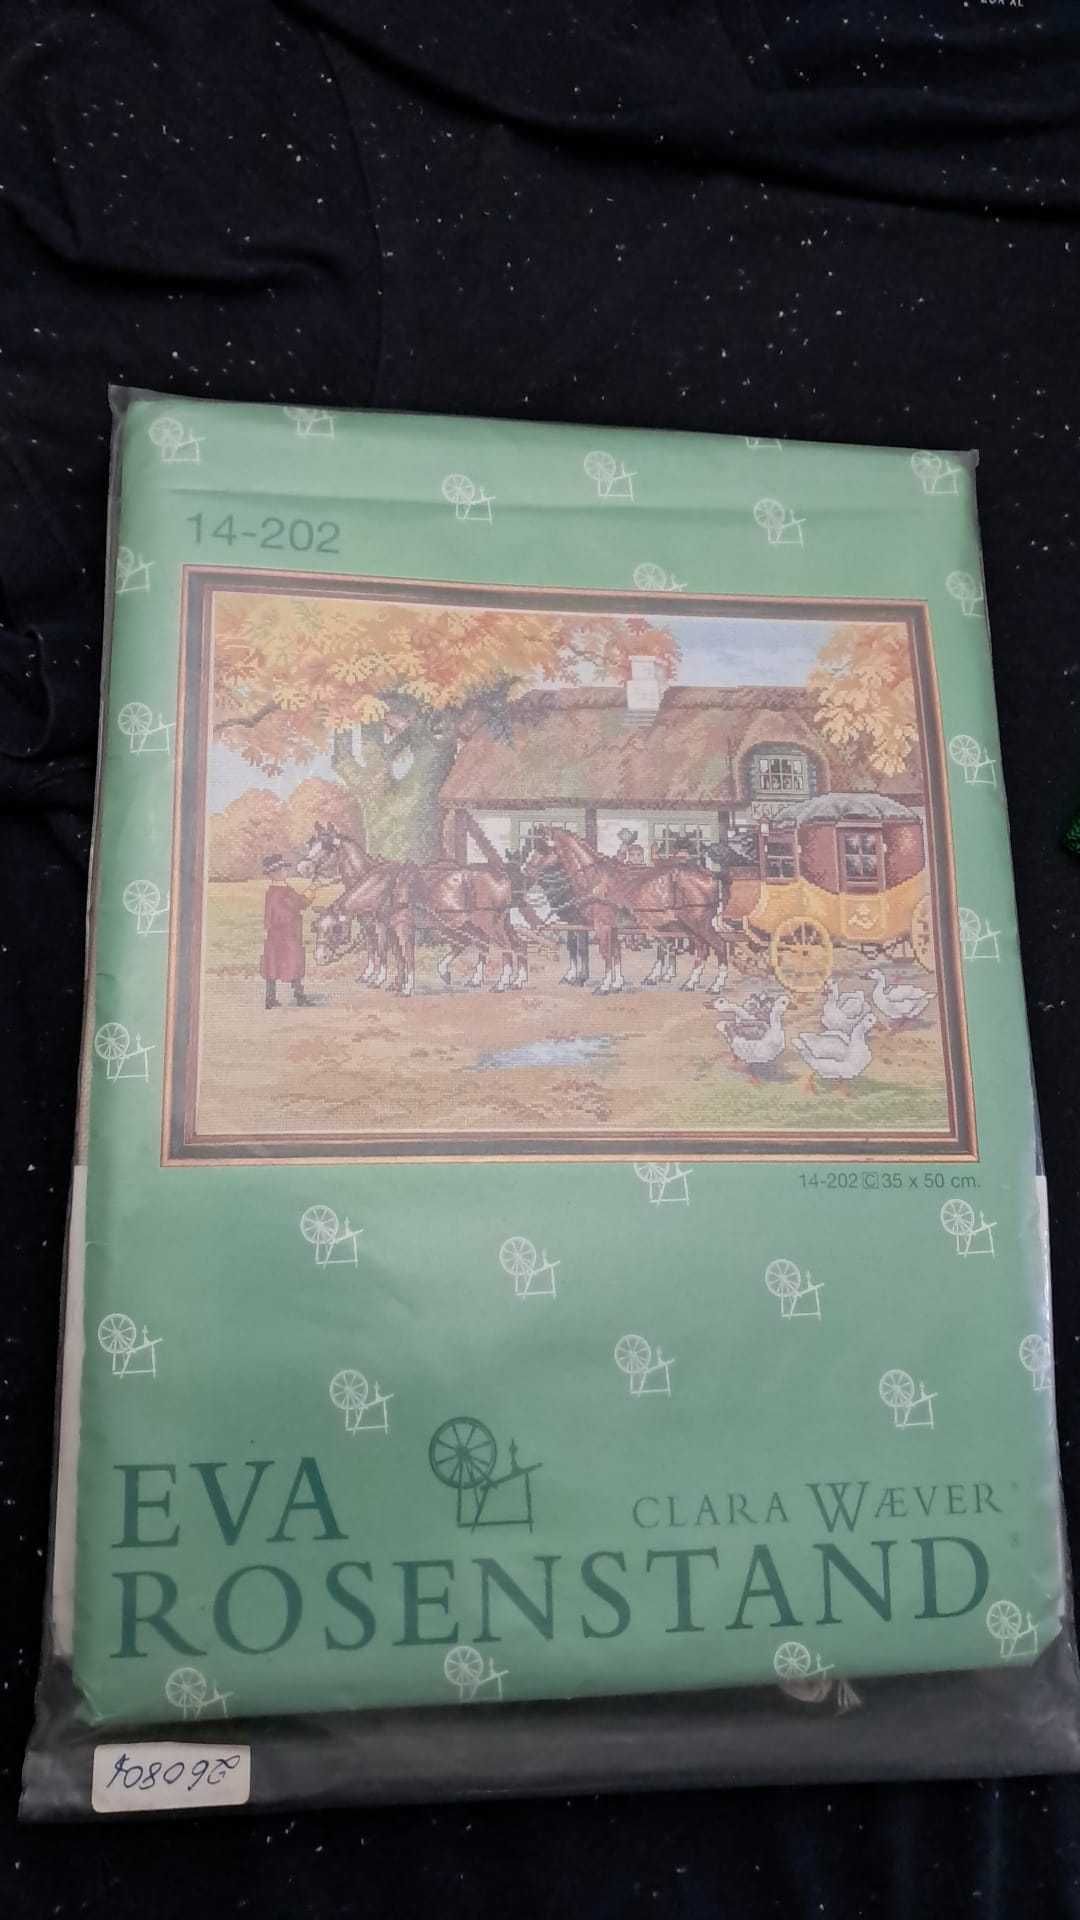 14-202
14-202 C 35 x 50 cm.
EVA
CLARA WÆVER
ROSENSTAND